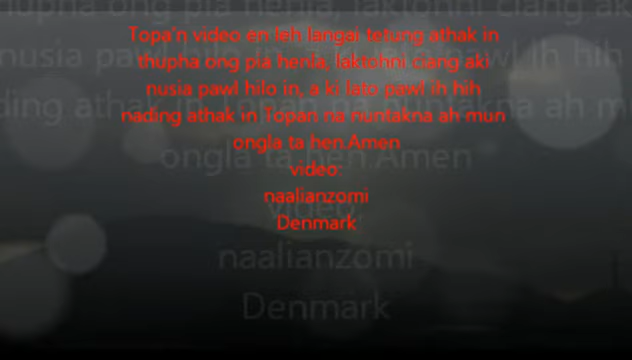 Topa'n video en leh langai tetung athak in
thupha ong pia henla, laktohni ciang aki
nusia pawl hilo in, a ki lato pawl ih hih
nading athak in Topan na nuntakna ah mun
ongla ta hen.Amen
video:
naalianzomi
Denmark